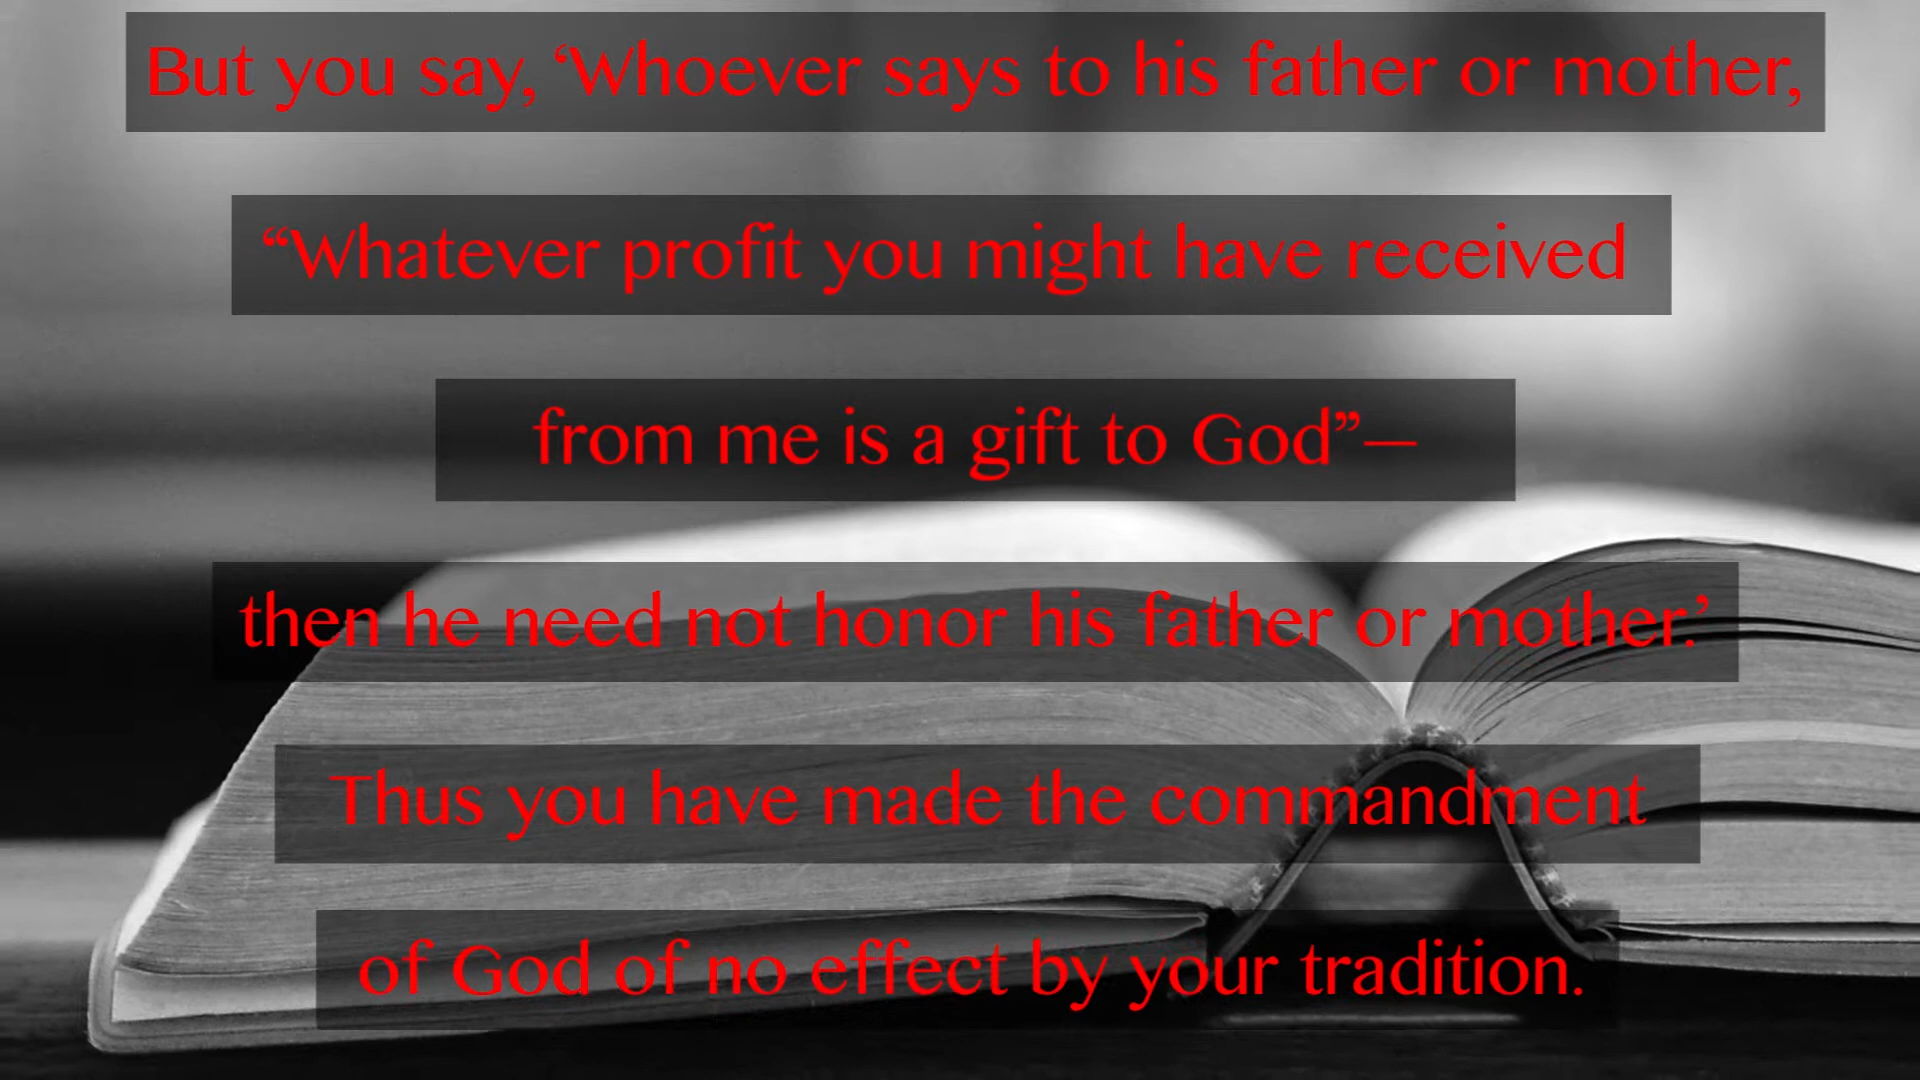 But you say, ‘Whoever says to his father or mother,
“Whatever profit you might have received
from me is a gift to God”—
then he need not honor his father or mother.’
Thus you have made the commandment
of God of no effect by your tradition.